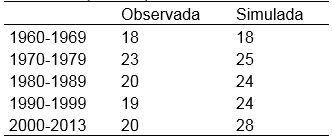 Observada Simulada
1960-1969 18 18
1970-1979 23 25
1980-1989 20 24
1990-1999 19 24
2000-2013 20 28